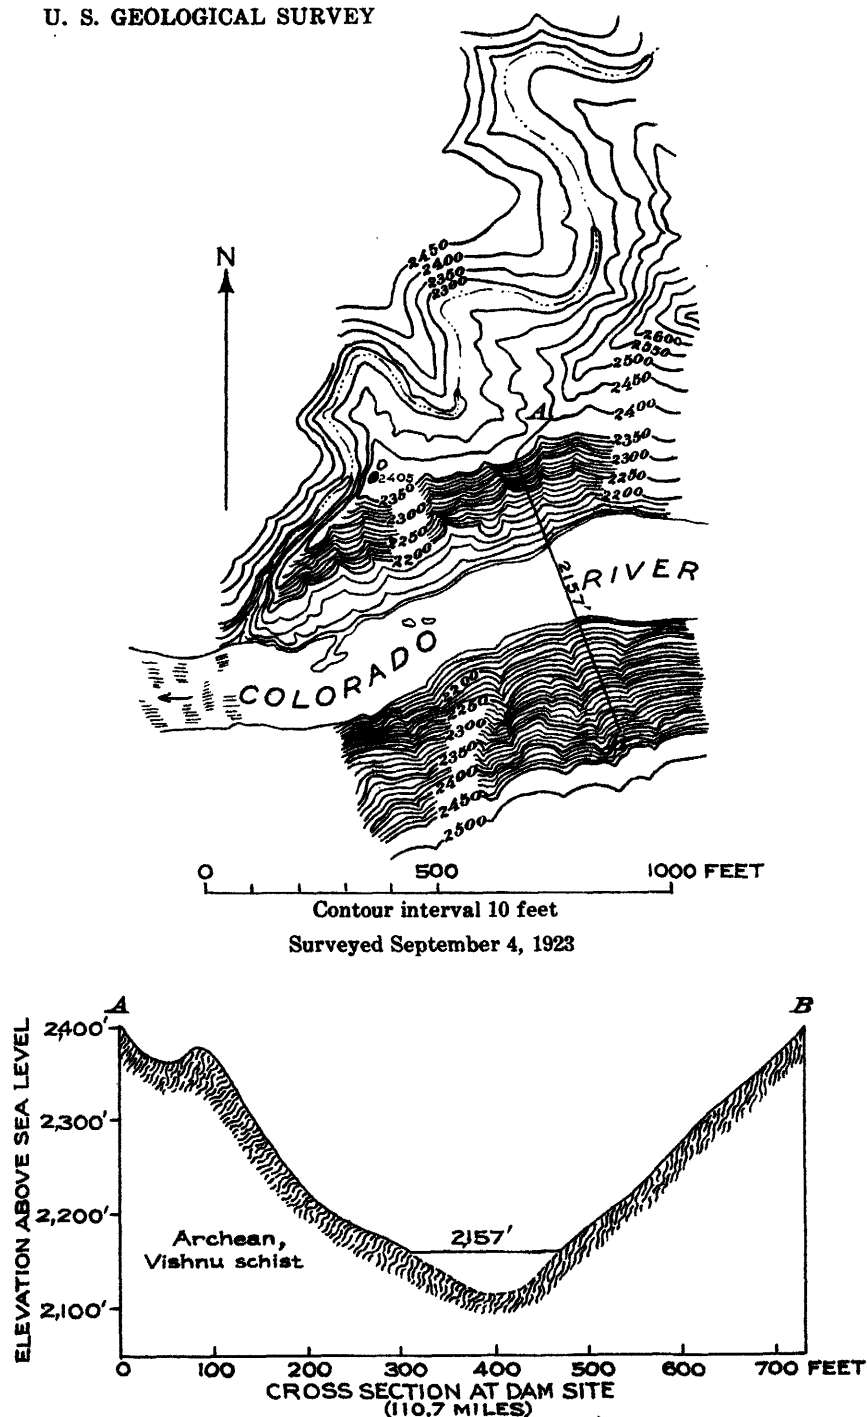 U. S. GEOLOGICAL SURVEY
N
2450
2400
2350
2300
2600
2550
2500
2450
2400
A
2350
2300
2250
2200
2405
2350
2300
2250
2200
2157'
COLORADO RIVER
2200
2250
2300
2350
2400
2450
2500
0 500 1000 FEET
Contour interval 10 feet
Surveyed September 4, 1923
A B
ELEVATION ABOVE SEA LEVEL
2,400'
2,300'
2,200'
2,100'
Archean,
Vishnu schist
2,157'
0 100 200 300 400 500 600 700 FEET
CROSS SECTION AT DAM SITE
(110.7 MILES)